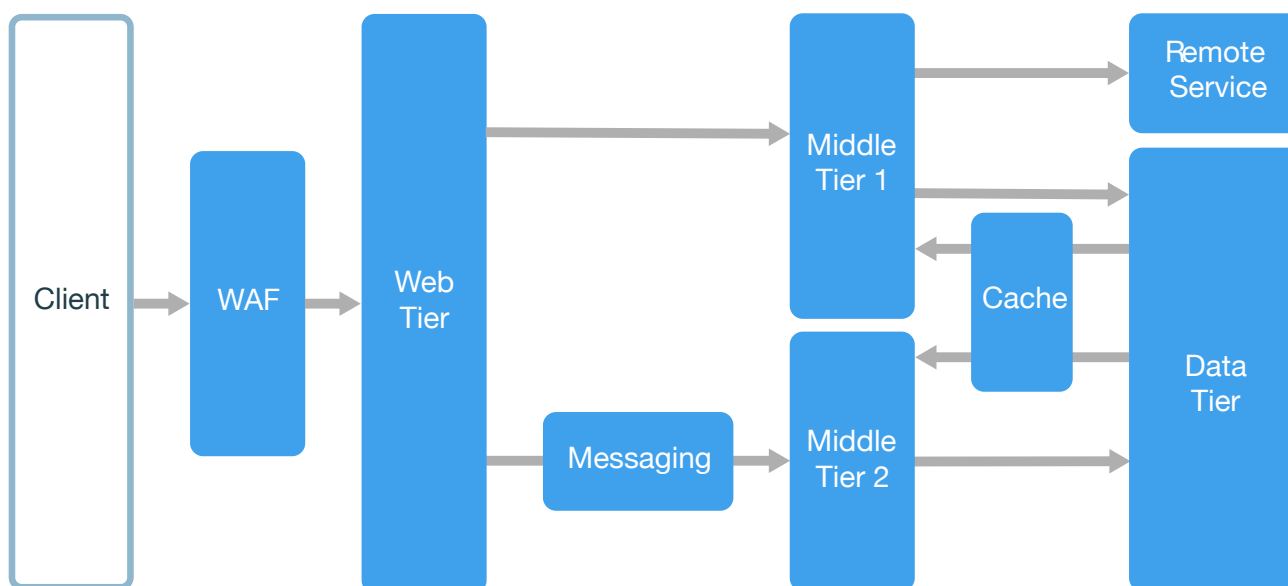 Client
WAF
Web
Tier
Messaging
Middle
Tier 1
Middle
Tier 2
Cache
Remote
Service
Data
Tier